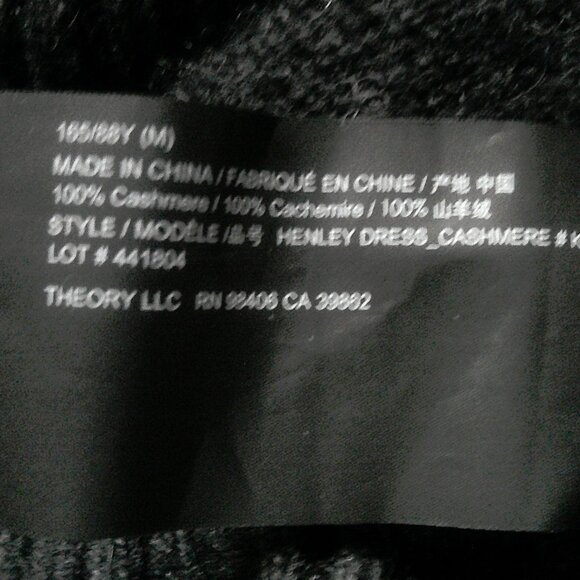 165/88Y (M)
MADE IN CHINA / FABRIQUÉ EN CHINE / 产地 中国
100% Cashmere / 100% Cachemire / 100% 山羊绒
STYLE / MODÈLE /品号 HENLEY DRESS_CASHMERE #
LOT # 441804
THEORY LLC RN 98406 CA 39882